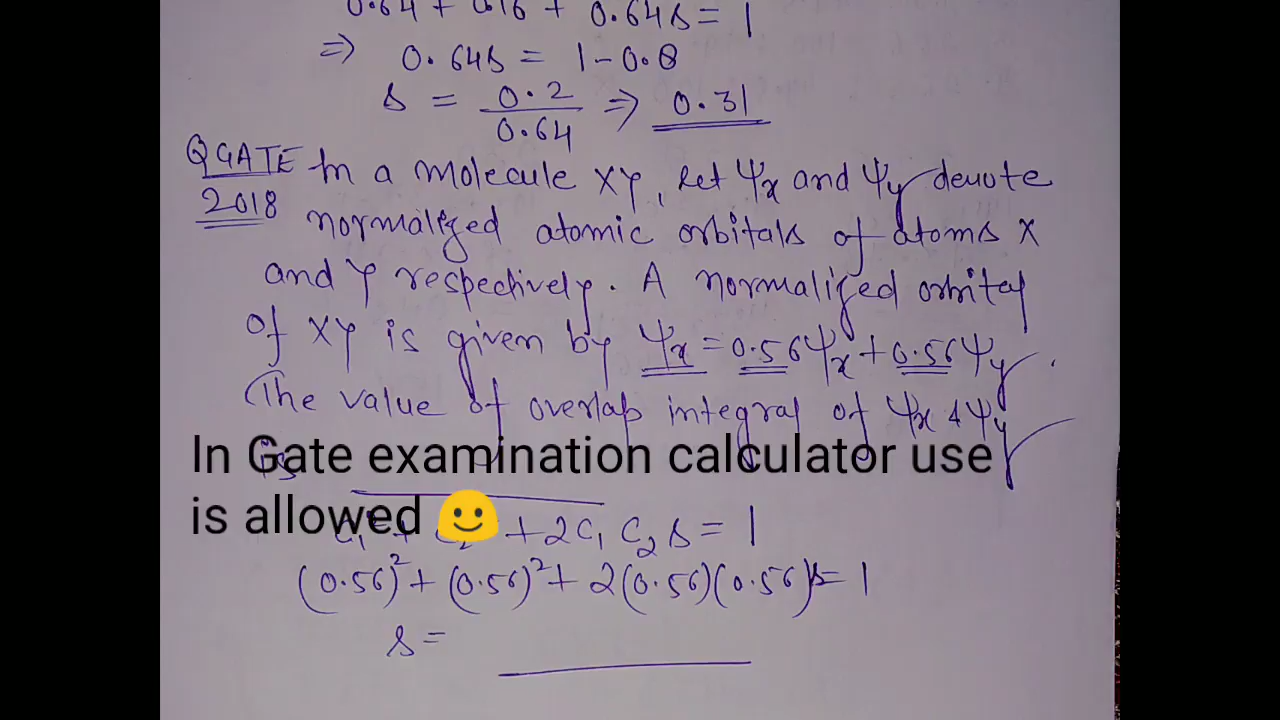 0.64 + 0.16 + 0.64s = 1
⇒ 0.64s = 1-0.8
s = 0.2/0.64 ⇒ 0.31
Q GATE 2018 In a molecule XY, let Ψx and Ψy denote
normalized atomic orbitals of atoms X
and Y respectively. A normalized orbital
of XY is given by Ψx = 0.56Ψx + 0.56Ψy.
The value of overlap integral of Ψx & Ψy
is
In Gate examination calculator use
is allowed 🙂
+ 2C₁C₂s = 1
(0.56)² + (0.56)² + 2(0.56)(0.56)s = 1
s =